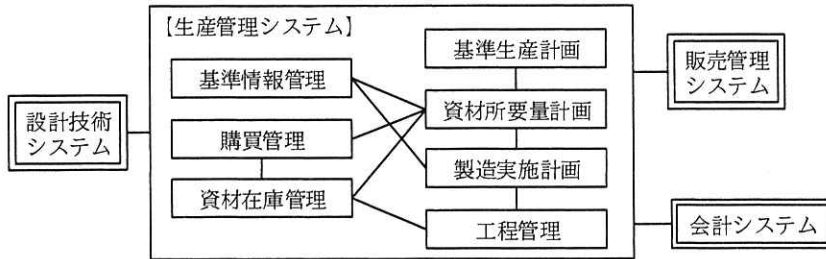 【生産管理システム】
基準生産計画
基準情報管理
資材所要量計画
購買管理
製造実施計画
資材在庫管理
工程管理
設計技術
システム
販売管理
システム
会計システム